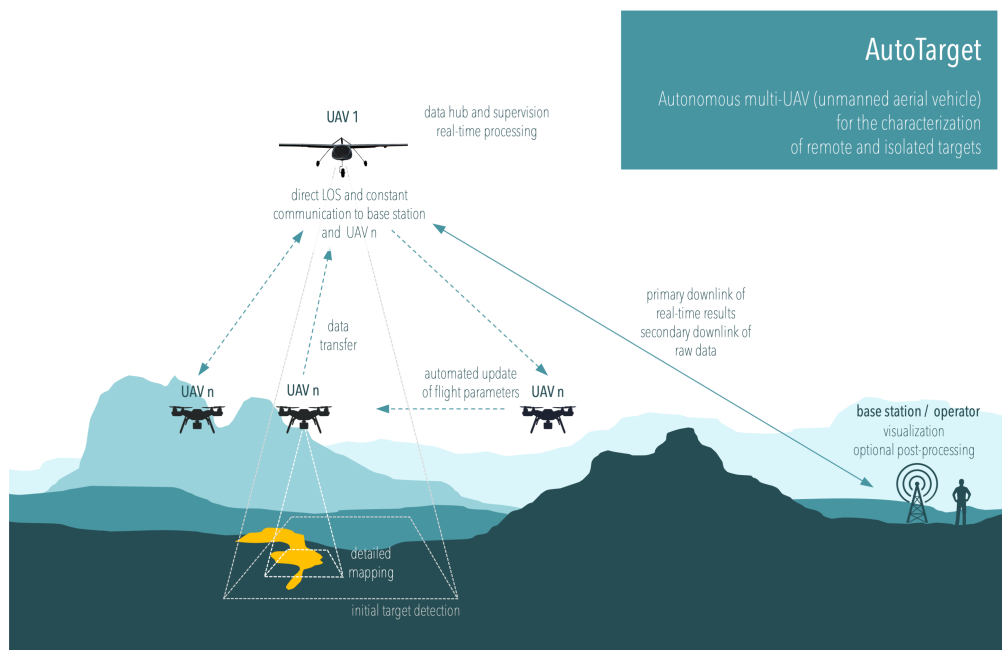 AutoTarget
Autonomous multi-UAV (unmanned aerial vehicle)
for the characterization
of remote and isolated targets
UAV 1
data hub and supervision
real-time processing
direct LOS and constant
communication to base station
and UAV n
primary downlink of
real-time results
secondary downlink of
raw data
data
transfer
automated update
of flight parameters
UAV n
UAV n
UAV n
base station / operator
visualization
optional post-processing
detailed
mapping
initial target detection